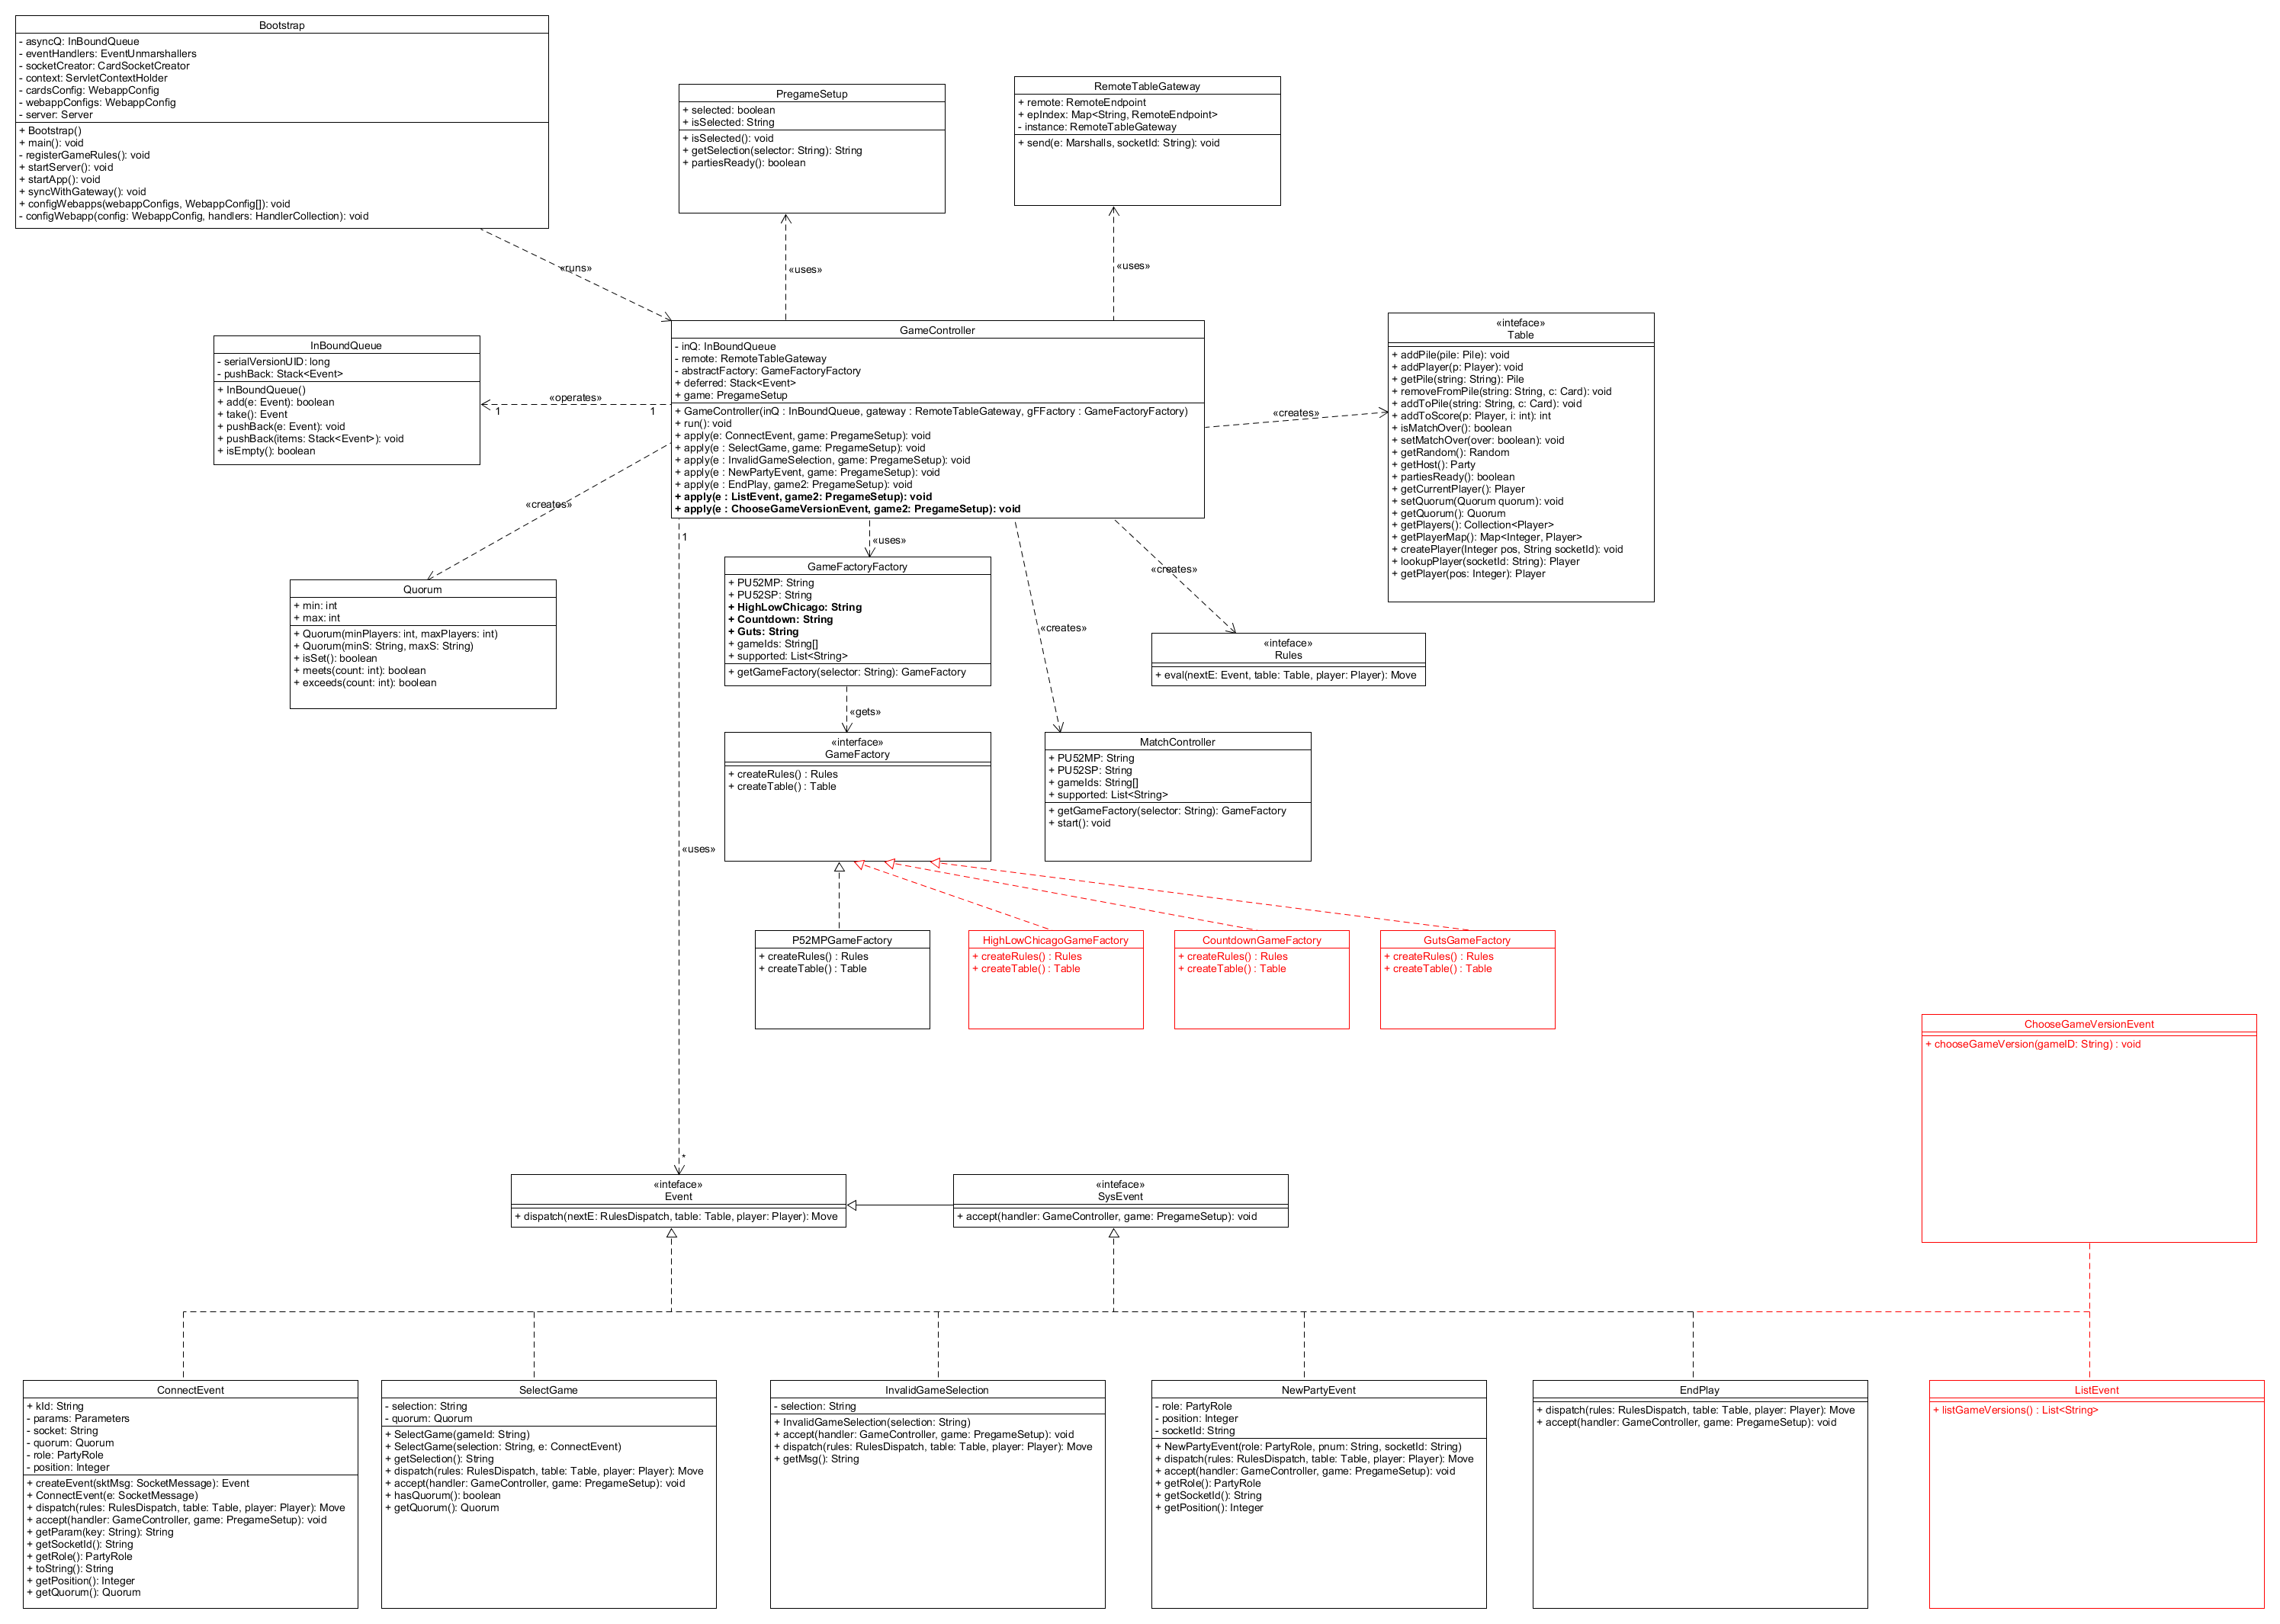 Bootstrap
- asyncQ: InBoundQueue
- eventHandlers: EventUnmarshallers
- socketCreator: CardSocketCreator
- context: ServletContextHolder
- cardsConfig: WebappConfig
- webappConfigs: WebappConfig
- server: Server
+ Bootstrap()
+ main(): void
- registerGameRules(): void
+ startServer(): void
+ startApp(): void
+ syncWithGateway(): void
+ configWebapps(webappConfigs, WebappConfig[]): void
- configWebapp(config: WebappConfig, handlers: HandlerCollection): void
PregameSetup
+ selected: boolean
+ isSelected: String
+ isSelected(): void
+ getSelection(selector: String): String
+ partiesReady(): boolean
RemoteTableGateway
+ remote: RemoteEndpoint
+ epIndex: Map<String, RemoteEndpoint>
- instance: RemoteTableGateway
+ send(e: Marshalls, socketId: String): void
«runs»
«uses»
«uses»
InBoundQueue
- serialVersionUID: long
- pushBack: Stack<Event>
+ InBoundQueue()
+ add(e: Event): boolean
+ take(): Event
+ pushBack(e: Event): void
+ pushBack(items: Stack<Event>): void
+ isEmpty(): boolean
«operates»
1
1
GameController
- inQ: InBoundQueue
- remote: RemoteTableGateway
- abstractFactory: GameFactoryFactory
+ deferred: Stack<Event>
+ game: PregameSetup
+ GameController(inQ : InBoundQueue, gateway : RemoteTableGateway, gFFactory : GameFactoryFactory)
+ run(): void
+ apply(e: ConnectEvent, game: PregameSetup): void
+ apply(e : SelectGame, game: PregameSetup): void
+ apply(e : InvalidGameSelection, game: PregameSetup): void
+ apply(e : NewPartyEvent, game: PregameSetup): void
+ apply(e : EndPlay, game2: PregameSetup): void
+ apply(e : ListEvent, game2: PregameSetup): void
+ apply(e : ChooseGameVersionEvent, game2: PregameSetup): void
«creates»
«inteface»
Table
+ addPile(pile: Pile): void
+ addPlayer(p: Player): void
+ getPile(string: String): Pile
+ removeFromPile(string: String, c: Card): void
+ addToPile(string: String, c: Card): void
+ addToScore(p: Player, i: int): int
+ isMatchOver(): boolean
+ setMatchOver(over: boolean): void
+ getRandom(): Random
+ getHost(): Party
+ partiesReady(): boolean
+ getCurrentPlayer(): Player
+ setQuorum(Quorum quorum): void
+ getQuorum(): Quorum
+ getPlayers(): Collection<Player>
+ getPlayerMap(): Map<Integer, Player>
+ createPlayer(Integer pos, String socketId): void
+ lookupPlayer(socketId: String): Player
+ getPlayer(pos: Integer): Player
«creates»
Quorum
+ min: int
+ max: int
+ Quorum(minPlayers: int, maxPlayers: int)
+ Quorum(minS: String, maxS: String)
+ isSet(): boolean
+ meets(count: int): boolean
+ exceeds(count: int): boolean
1
«uses»
GameFactoryFactory
+ PU52MP: String
+ PU52SP: String
+ HighLowChicago: String
+ Countdown: String
+ Guts: String
+ gameIds: String[]
+ supported: List<String>
+ getGameFactory(selector: String): GameFactory
«creates»
«creates»
«inteface»
Rules
+ eval(nextE: Event, table: Table, player: Player): Move
«gets»
«interface»
GameFactory
+ createRules() : Rules
+ createTable() : Table
MatchController
+ PU52MP: String
+ PU52SP: String
+ gameIds: String[]
+ supported: List<String>
+ getGameFactory(selector: String): GameFactory
+ start(): void
«uses»
P52MPGameFactory
+ createRules() : Rules
+ createTable() : Table
HighLowChicagoGameFactory
+ createRules() : Rules
+ createTable() : Table
CountdownGameFactory
+ createRules() : Rules
+ createTable() : Table
GutsGameFactory
+ createRules() : Rules
+ createTable() : Table
ChooseGameVersionEvent
+ chooseGameVersion(gameID: String) : void
*
«inteface»
Event
+ dispatch(nextE: RulesDispatch, table: Table, player: Player): Move
«inteface»
SysEvent
+ accept(handler: GameController, game: PregameSetup): void
ConnectEvent
+ kId: String
- params: Parameters
- socket: String
- quorum: Quorum
- role: PartyRole
- position: Integer
+ createEvent(sktMsg: SocketMessage): Event
+ ConnectEvent(e: SocketMessage)
+ dispatch(rules: RulesDispatch, table: Table, player: Player): Move
+ accept(handler: GameController, game: PregameSetup): void
+ getParam(key: String): String
+ getSocketId(): String
+ getRole(): PartyRole
+ toString(): String
+ getPosition(): Integer
+ getQuorum(): Quorum
SelectGame
- selection: String
- quorum: Quorum
+ SelectGame(gameId: String)
+ SelectGame(selection: String, e: ConnectEvent)
+ getSelection(): String
+ dispatch(rules: RulesDispatch, table: Table, player: Player): Move
+ accept(handler: GameController, game: PregameSetup): void
+ hasQuorum(): boolean
+ getQuorum(): Quorum
InvalidGameSelection
- selection: String
+ InvalidGameSelection(selection: String)
+ accept(handler: GameController, game: PregameSetup): void
+ dispatch(rules: RulesDispatch, table: Table, player: Player): Move
+ getMsg(): String
NewPartyEvent
- role: PartyRole
- position: Integer
- socketId: String
+ NewPartyEvent(role: PartyRole, pnum: String, socketId: String)
+ dispatch(rules: RulesDispatch, table: Table, player: Player): Move
+ accept(handler: GameController, game: PregameSetup): void
+ getRole(): PartyRole
+ getSocketId(): String
+ getPosition(): Integer
EndPlay
+ dispatch(rules: RulesDispatch, table: Table, player: Player): Move
+ accept(handler: GameController, game: PregameSetup): void
ListEvent
+ listGameVersions() : List<String>